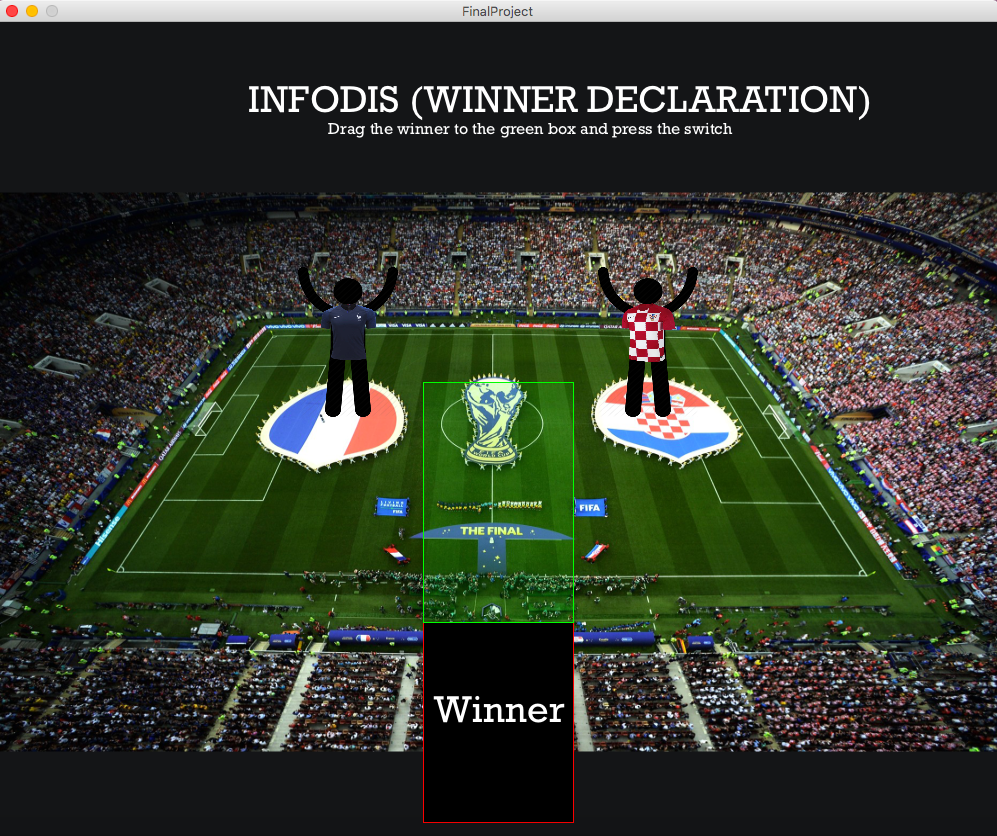 FinalProject
INFODIS (WINNER DECLARATION)
Drag the winner to the green box and press the switch
FIFA
FIFA
THE FINAL
Winner